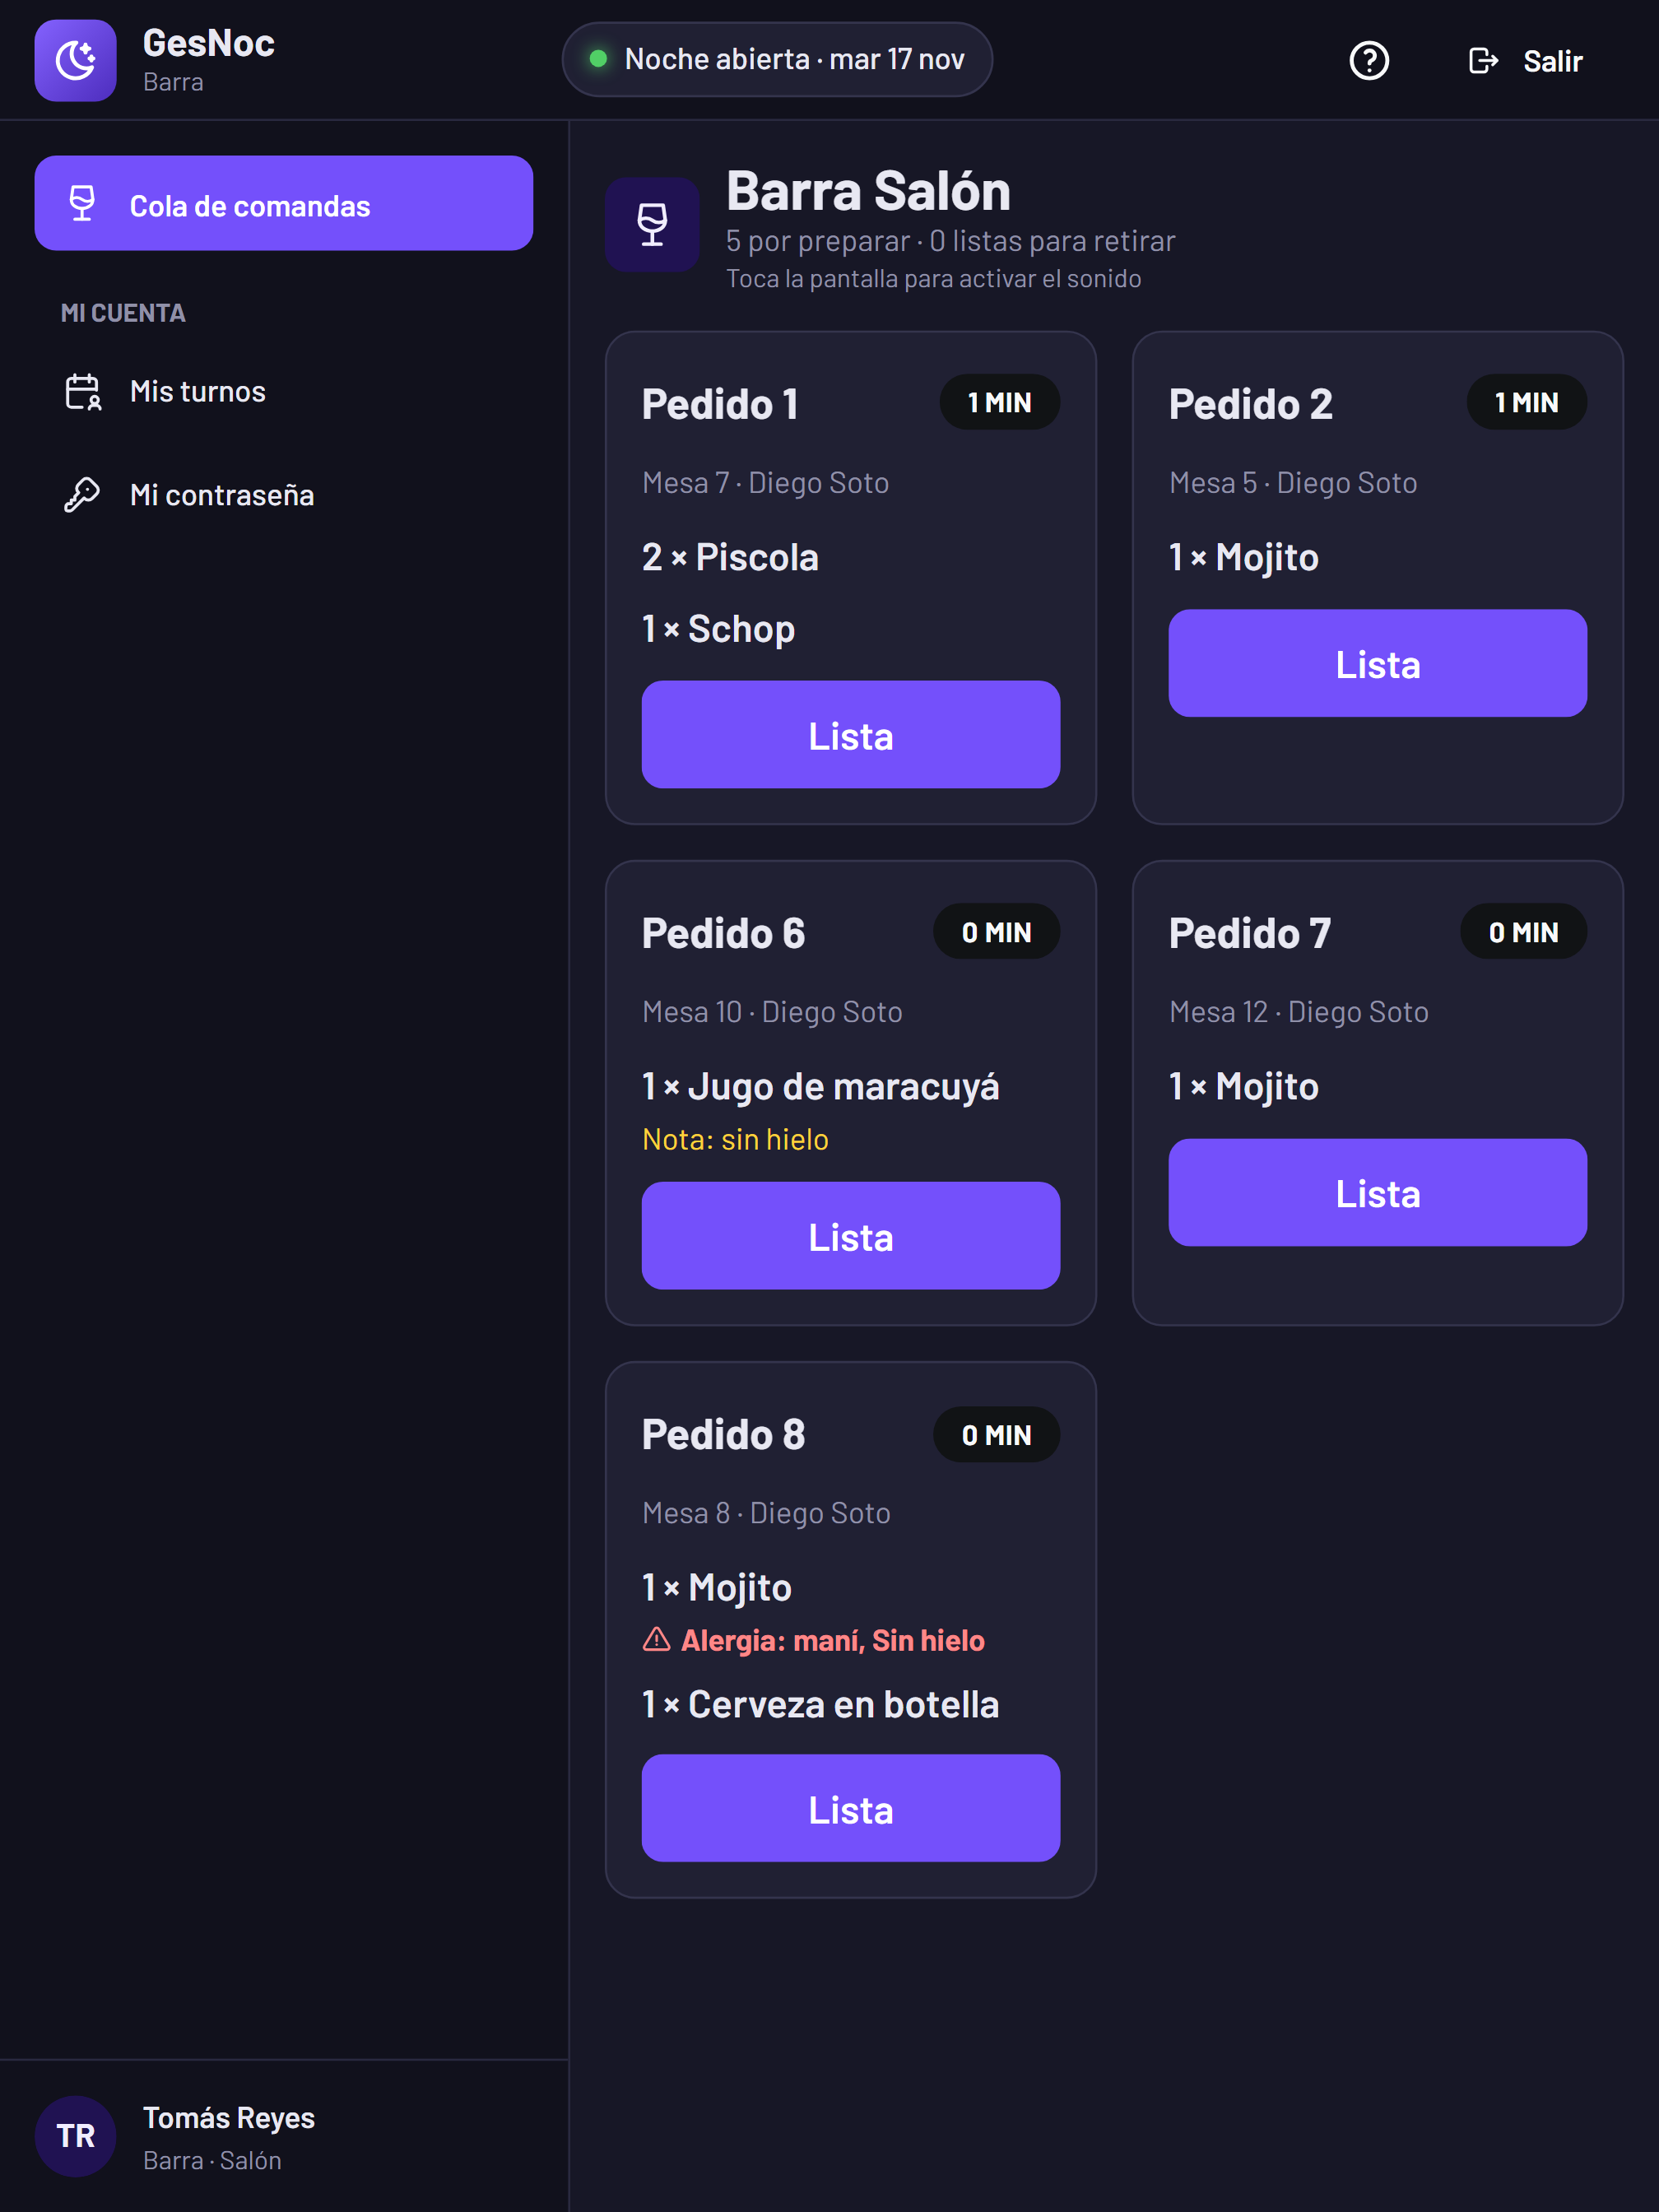 GesNoc
Barra
Noche abierta · mar 17 nov
Salir
Cola de comandas
MI CUENTA
Mis turnos
Mi contraseña
Barra Salón
5 por preparar · 0 listas para retirar
Toca la pantalla para activar el sonido
Pedido 1
1 MIN
Mesa 7 · Diego Soto
2 × Piscola
1 × Schop
Lista
Pedido 2
1 MIN
Mesa 5 · Diego Soto
1 × Mojito
Lista
Pedido 6
0 MIN
Mesa 10 · Diego Soto
1 × Jugo de maracuyá
Nota: sin hielo
Lista
Pedido 7
0 MIN
Mesa 12 · Diego Soto
1 × Mojito
Lista
Pedido 8
0 MIN
Mesa 8 · Diego Soto
1 × Mojito
Alergia: maní, Sin hielo
1 × Cerveza en botella
Lista
TR
Tomás Reyes
Barra · Salón